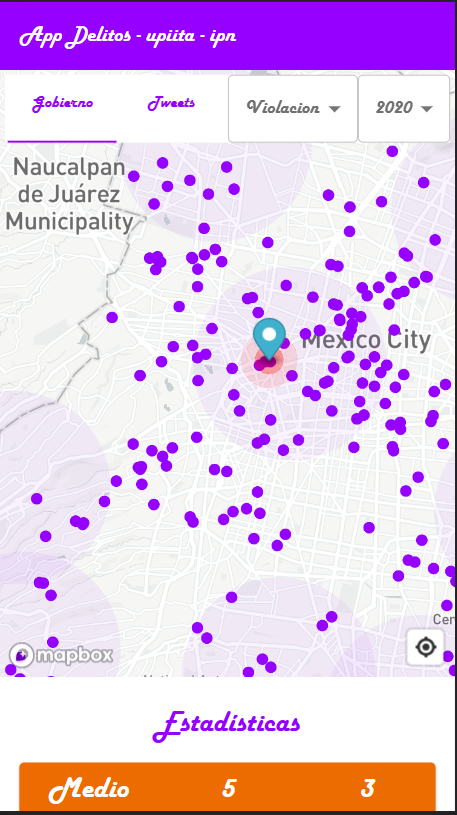 App Delitos - upiita - ipn
Gobierno Tweets Violacion 2020
Naucalpan
de Juárez
Municipality
Mexico City
Cen
mapbox
Estadísticas
Medio 5 3